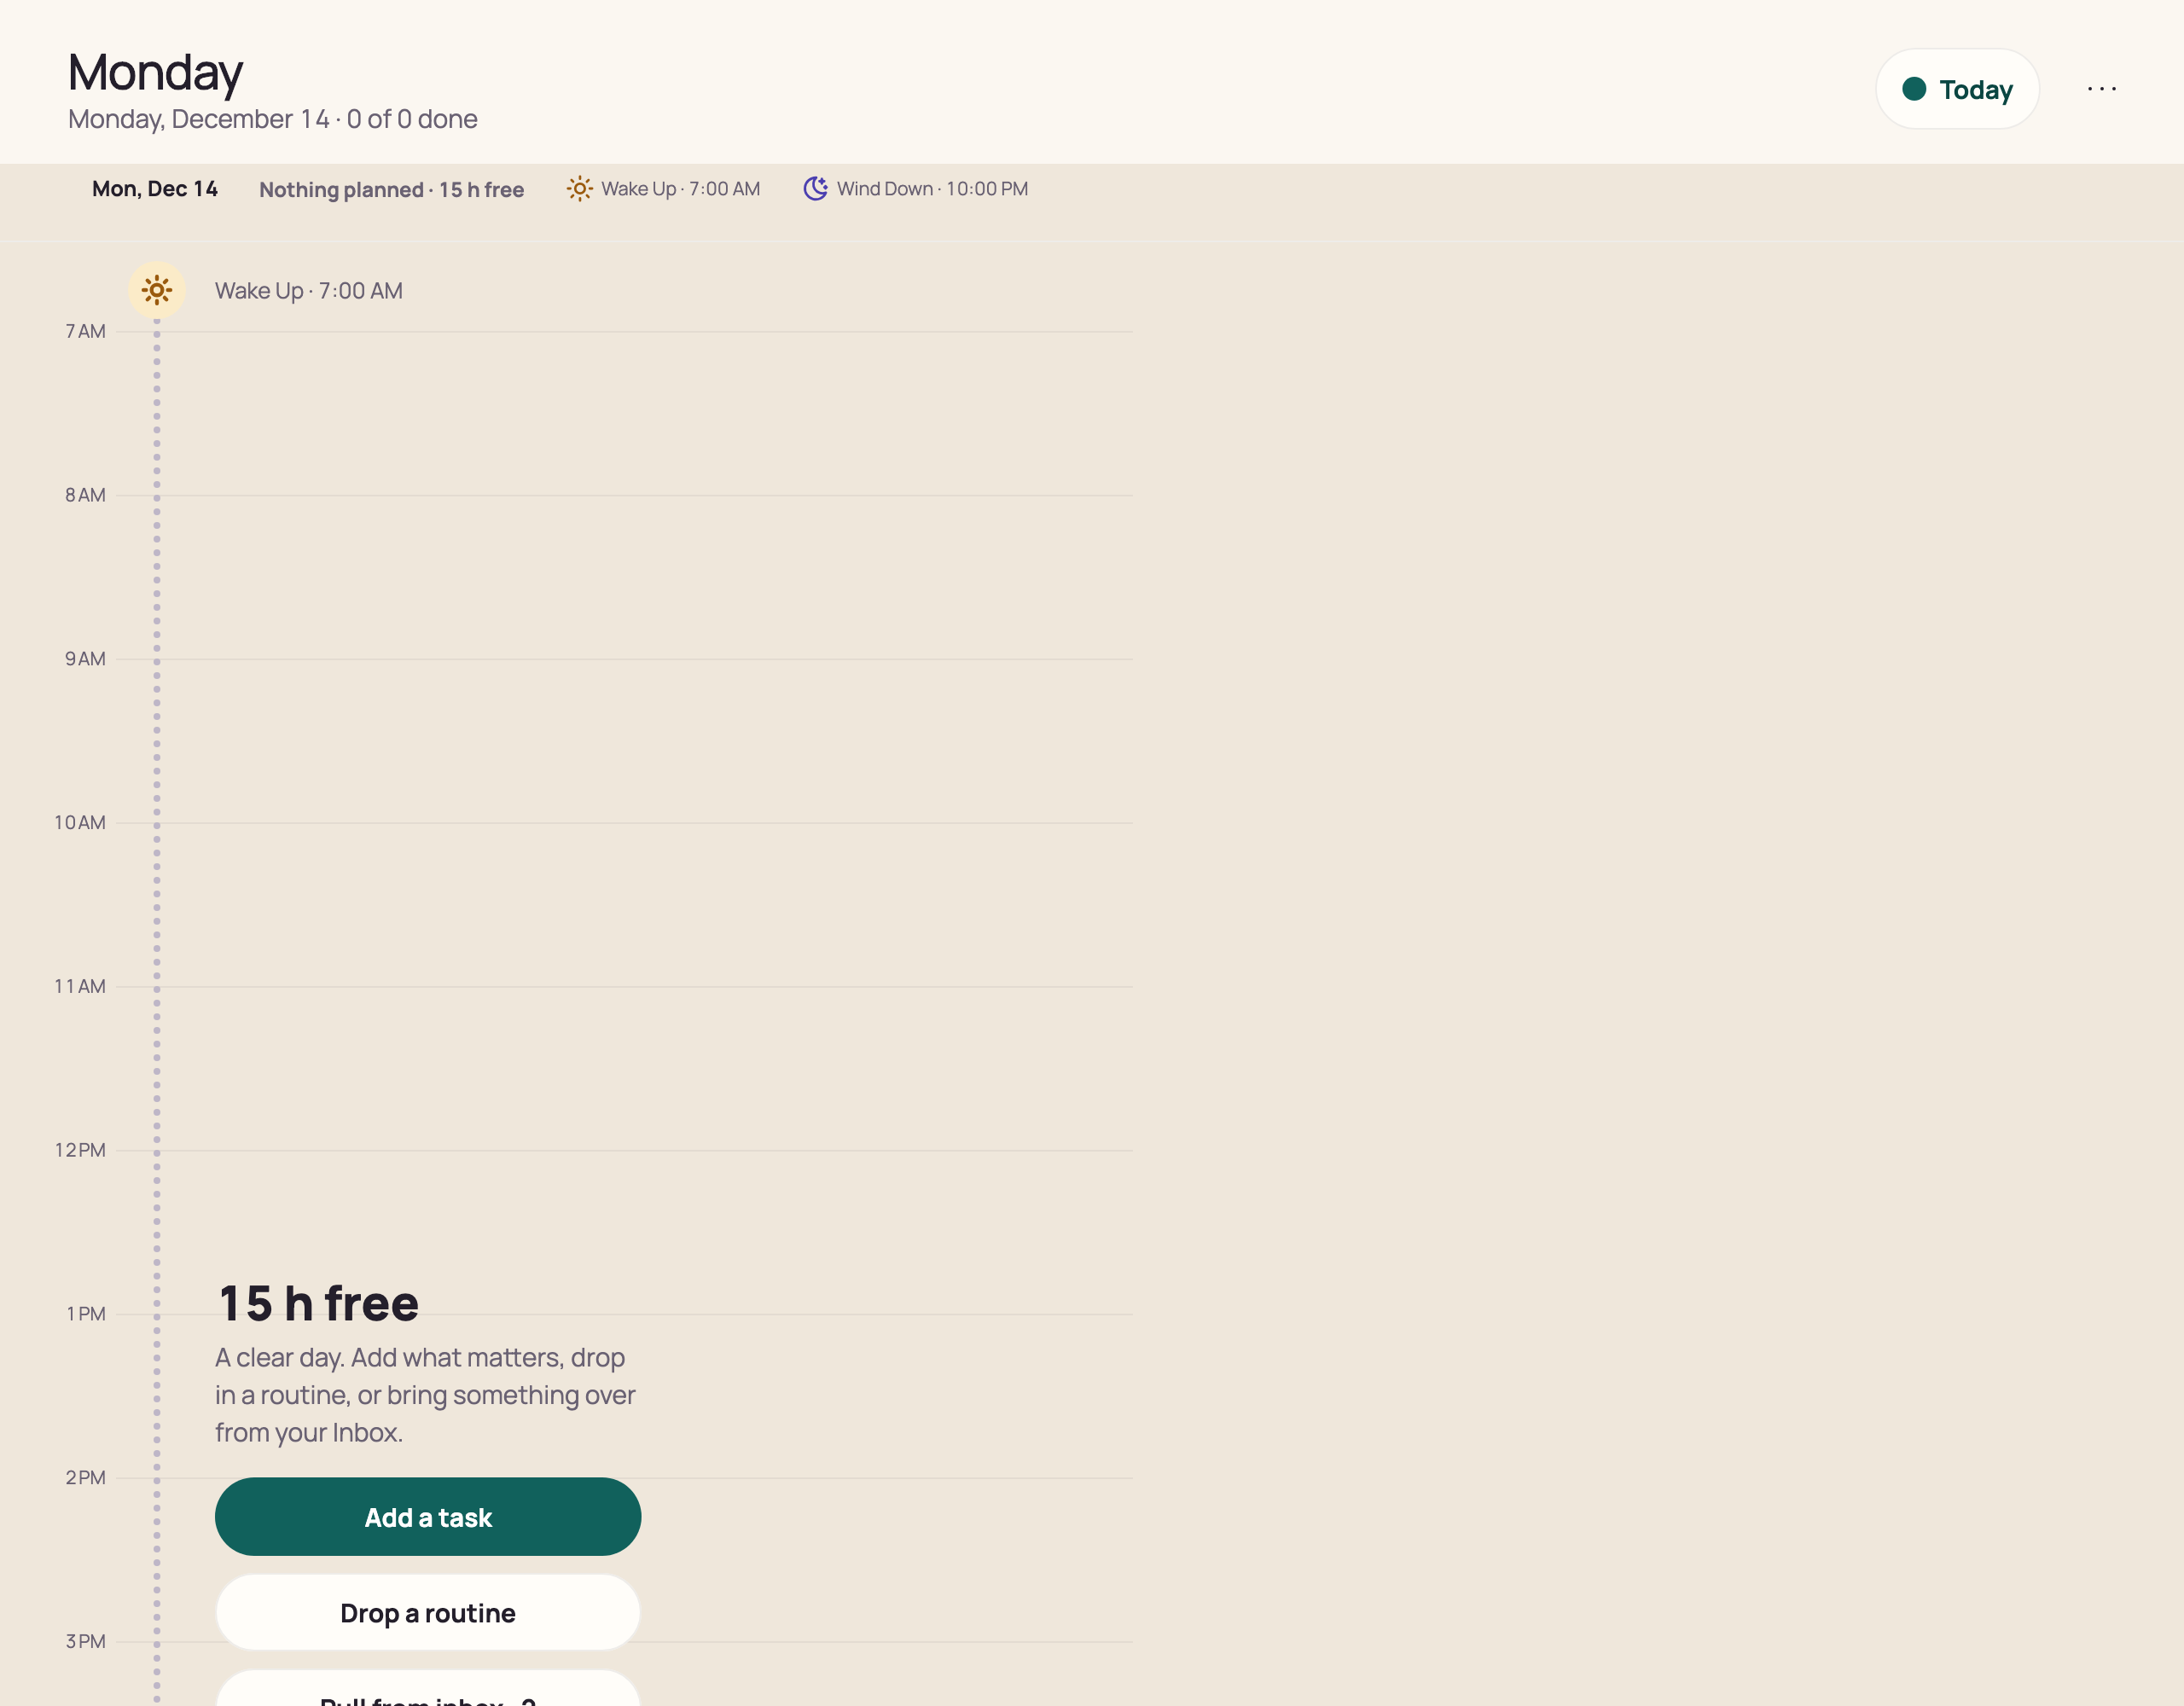 Monday
Monday, December 14 · 0 of 0 done
Today
Mon, Dec 14
Nothing planned · 15 h free
Wake Up · 7:00 AM
Wind Down · 10:00 PM
Wake Up · 7:00 AM
7 AM
8 AM
9 AM
10 AM
11 AM
12 PM
15 h free
1 PM
A clear day. Add what matters, drop
in a routine, or bring something over
from your Inbox.
2 PM
Add a task
Drop a routine
3 PM
Pull from inbox